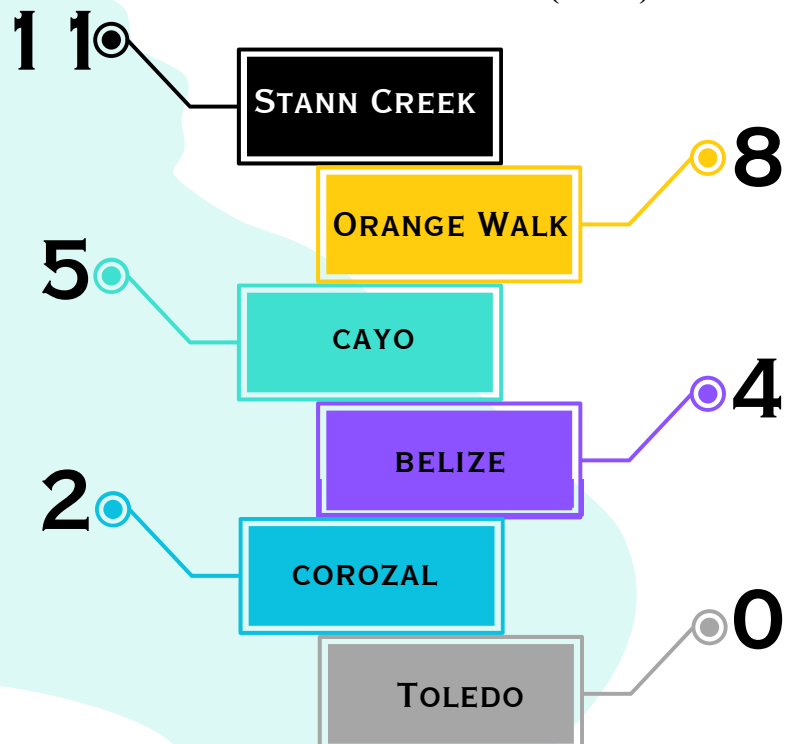 11
Stann Creek
8
Orange Walk
5
CAYO
4
BELIZE
2
COROZAL
0
Toledo